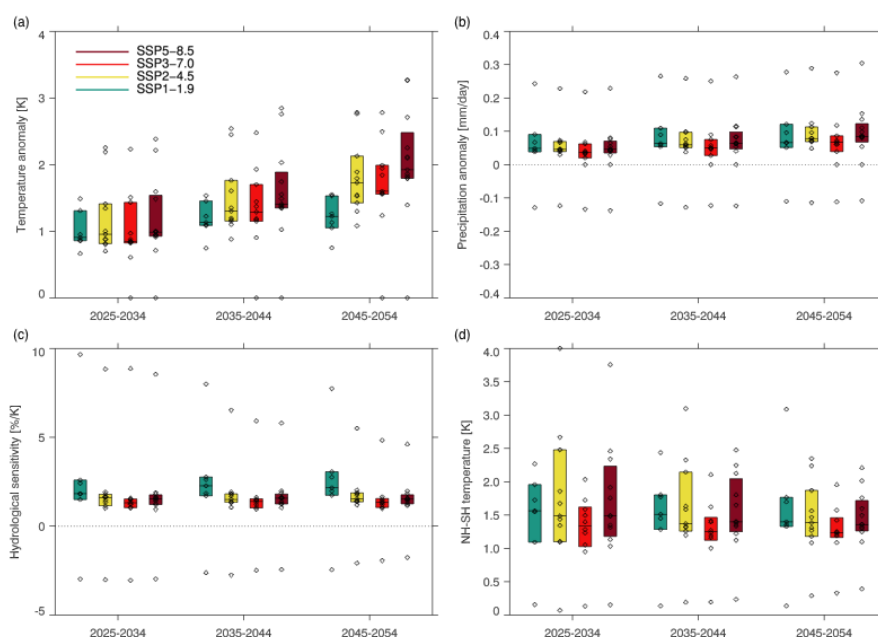 (a)
4
3
2
1
0
Temperature anomaly [K]
SSP5−8.5
SSP3−7.0
SSP2−4.5
SSP1−1.9
2025-2034 2035-2044 2045-2054
(b)
0.4
0.3
0.2
0.1
0
-0.1
-0.2
-0.3
-0.4
Precipitation anomaly [mm/day]
2025-2034 2035-2044 2045-2054
(c)
10
5
0
-5
Hydrological sensitivity [%/K]
2025-2034 2035-2044 2045-2054
(d)
4.0
3.5
3.0
2.5
2.0
1.5
1.0
0.5
0
NH-SH temperature [K]
2025-2034 2035-2044 2045-2054